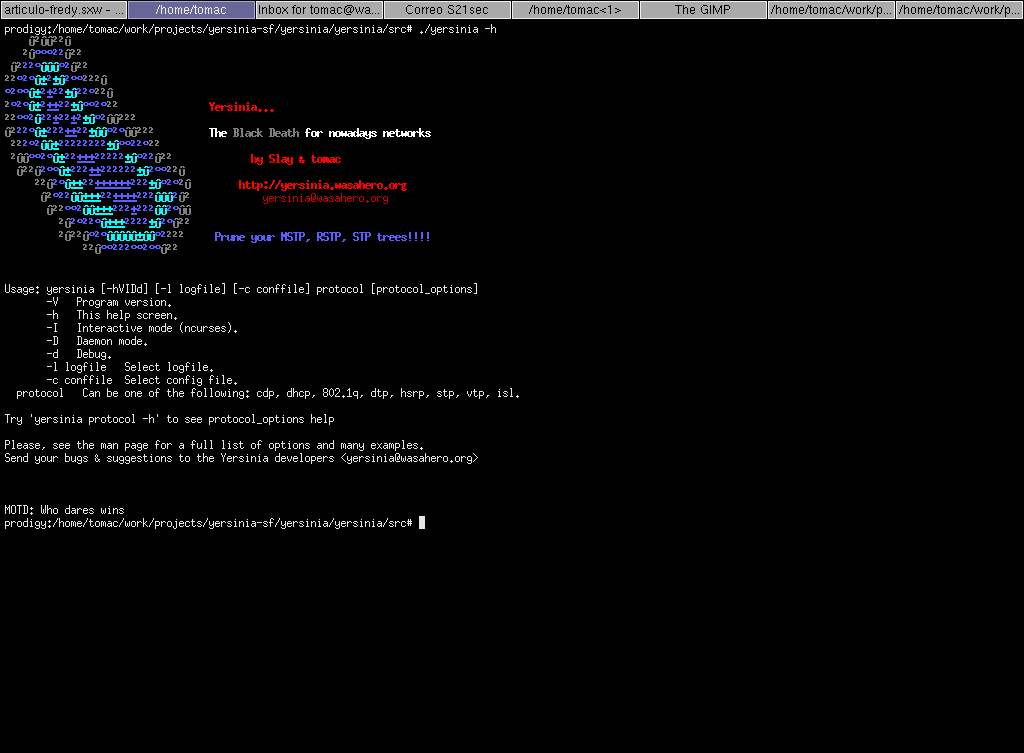 articulo-fredy.sxw - ... /home/tomac Inbox for tomac@wa... Correo S21sec /home/tomac<1> The GIMP /home/tomac/work/p... /home/tomac/work/p...
prodigy:/home/tomac/work/projects/yersinia-sf/yersinia/yersinia/src# ./yersinia -h
Yersinia...
The Black Death for nowadays networks
by Slay & tomac
http://yersinia.wasahero.org
yersinia@wasahero.org
Prune your MSTP, RSTP, STP trees!!!!
Usage: yersinia [-hVIDd] [-l logfile] [-c conffile] protocol [protocol_options]
-V Program version.
-h This help screen.
-I Interactive mode (ncurses).
-D Daemon mode.
-d Debug.
-l logfile Select logfile.
-c conffile Select config file.
protocol Can be one of the following: cdp, dhcp, 802.1q, dtp, hsrp, stp, vtp, isl.
Try 'yersinia protocol -h' to see protocol_options help
Please, see the man page for a full list of options and many examples.
Send your bugs & suggestions to the Yersinia developers <yersinia@wasahero.org>
MOTD: Who dares wins
prodigy:/home/tomac/work/projects/yersinia-sf/yersinia/yersinia/src#